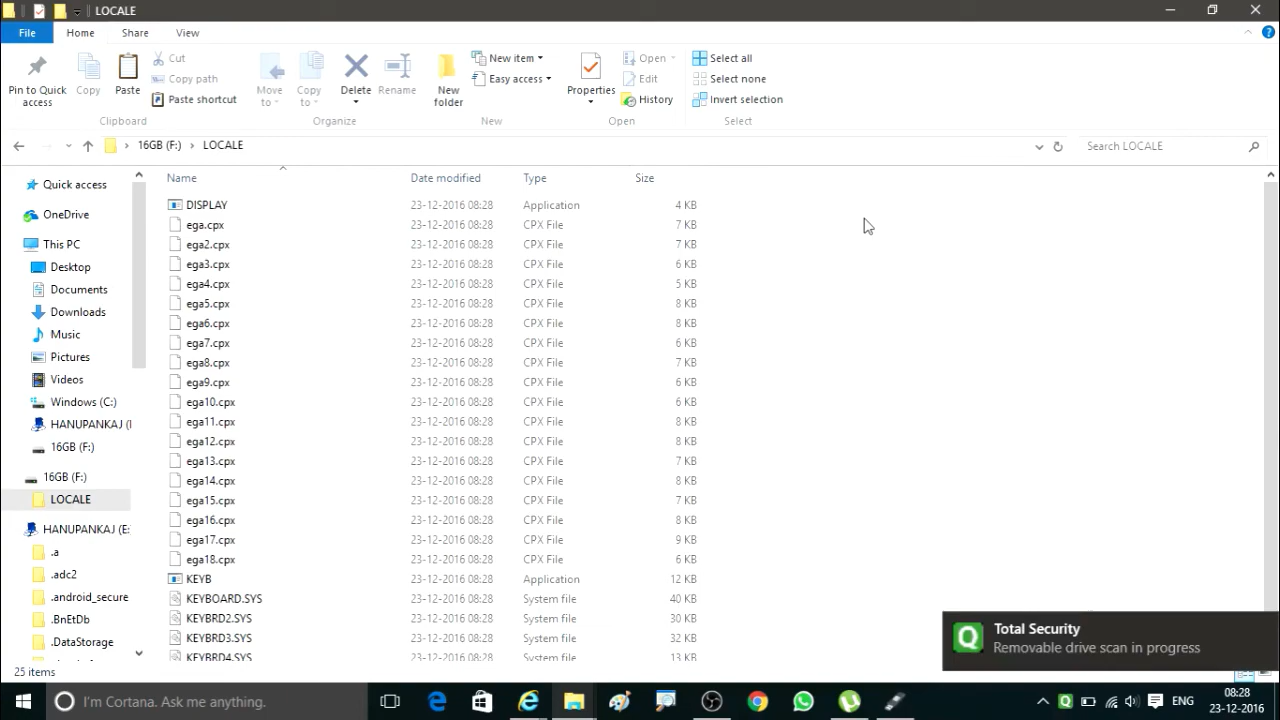 LOCALE
File Home Share View
Pin to Quick access
Copy
Paste
Cut
Copy path
Paste shortcut
Clipboard
Move to
Copy to
Delete
Rename
Organize
New folder
New item
Easy access
New
Properties
Open
Edit
History
Open
Select all
Select none
Invert selection
Select
16GB (F:) LOCALE
Search LOCALE
Quick access
OneDrive
This PC
Desktop
Documents
Downloads
Music
Pictures
Videos
Windows (C:)
HANUPANKAJ (
16GB (F:)
16GB (F:)
LOCALE
HANUPANKAJ (E:
.a
.adc2
.android_secure
.BnEtDb
.DataStorage
Name Date modified Type Size
DISPLAY 23-12-2016 08:28 Application 4 KB
ega.cpx 23-12-2016 08:28 CPX File 7 KB
ega2.cpx 23-12-2016 08:28 CPX File 7 KB
ega3.cpx 23-12-2016 08:28 CPX File 6 KB
ega4.cpx 23-12-2016 08:28 CPX File 5 KB
ega5.cpx 23-12-2016 08:28 CPX File 8 KB
ega6.cpx 23-12-2016 08:28 CPX File 8 KB
ega7.cpx 23-12-2016 08:28 CPX File 6 KB
ega8.cpx 23-12-2016 08:28 CPX File 7 KB
ega9.cpx 23-12-2016 08:28 CPX File 6 KB
ega10.cpx 23-12-2016 08:28 CPX File 6 KB
ega11.cpx 23-12-2016 08:28 CPX File 8 KB
ega12.cpx 23-12-2016 08:28 CPX File 8 KB
ega13.cpx 23-12-2016 08:28 CPX File 7 KB
ega14.cpx 23-12-2016 08:28 CPX File 8 KB
ega15.cpx 23-12-2016 08:28 CPX File 7 KB
ega16.cpx 23-12-2016 08:28 CPX File 8 KB
ega17.cpx 23-12-2016 08:28 CPX File 9 KB
ega18.cpx 23-12-2016 08:28 CPX File 6 KB
KEYB 23-12-2016 08:28 Application 12 KB
KEYBOARD.SYS 23-12-2016 08:28 System file 40 KB
KEYBRD2.SYS 23-12-2016 08:28 System file 30 KB
KEYBRD3.SYS 23-12-2016 08:28 System file 32 KB
KEYBRD4.SYS 23-12-2016 08:28 System file 13 KB
Total Security
Removable drive scan in progress
25 items
I'm Cortana. Ask me anything.
ENG
08:28
23-12-2016